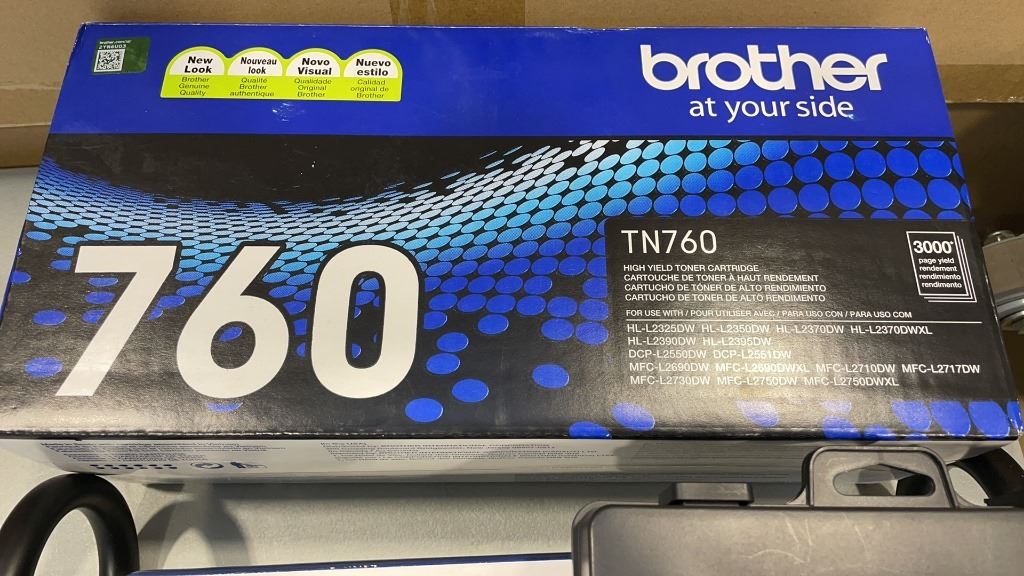 brother.com/id
2YR6U03
New
Look
Brother
Genuine
Quality
Nouveau
look
Qualité
Brother
authentique
Novo
Visual
Qualidade
Original
Brother
Nuevo
estilo
Calidad
original de
Brother
brother
at your side
760
TN760
HIGH YIELD TONER CARTRIDGE
CARTOUCHE DE TONER À HAUT RENDEMENT
CARTUCHO DE TÓNER DE ALTO RENDIMIENTO
CARTUCHO DE TONER DE ALTO RENDIMENTO
3000*
page yield
rendement
rendimiento
rendimento
FOR USE WITH / POUR UTILISER AVEC / PARA USO CON / PARA USO COM
HL-L2325DW HL-L2350DW HL-L2370DW HL-L2370DWXL
HL-L2390DW HL-L2395DW
DCP-L2550DW DCP-L2551DW
MFC-L2690DW MFC-L2690DWXL MFC-L2710DW MFC-L2717DW
MFC-L2730DW MFC-L2750DW MFC-L2750DWXL